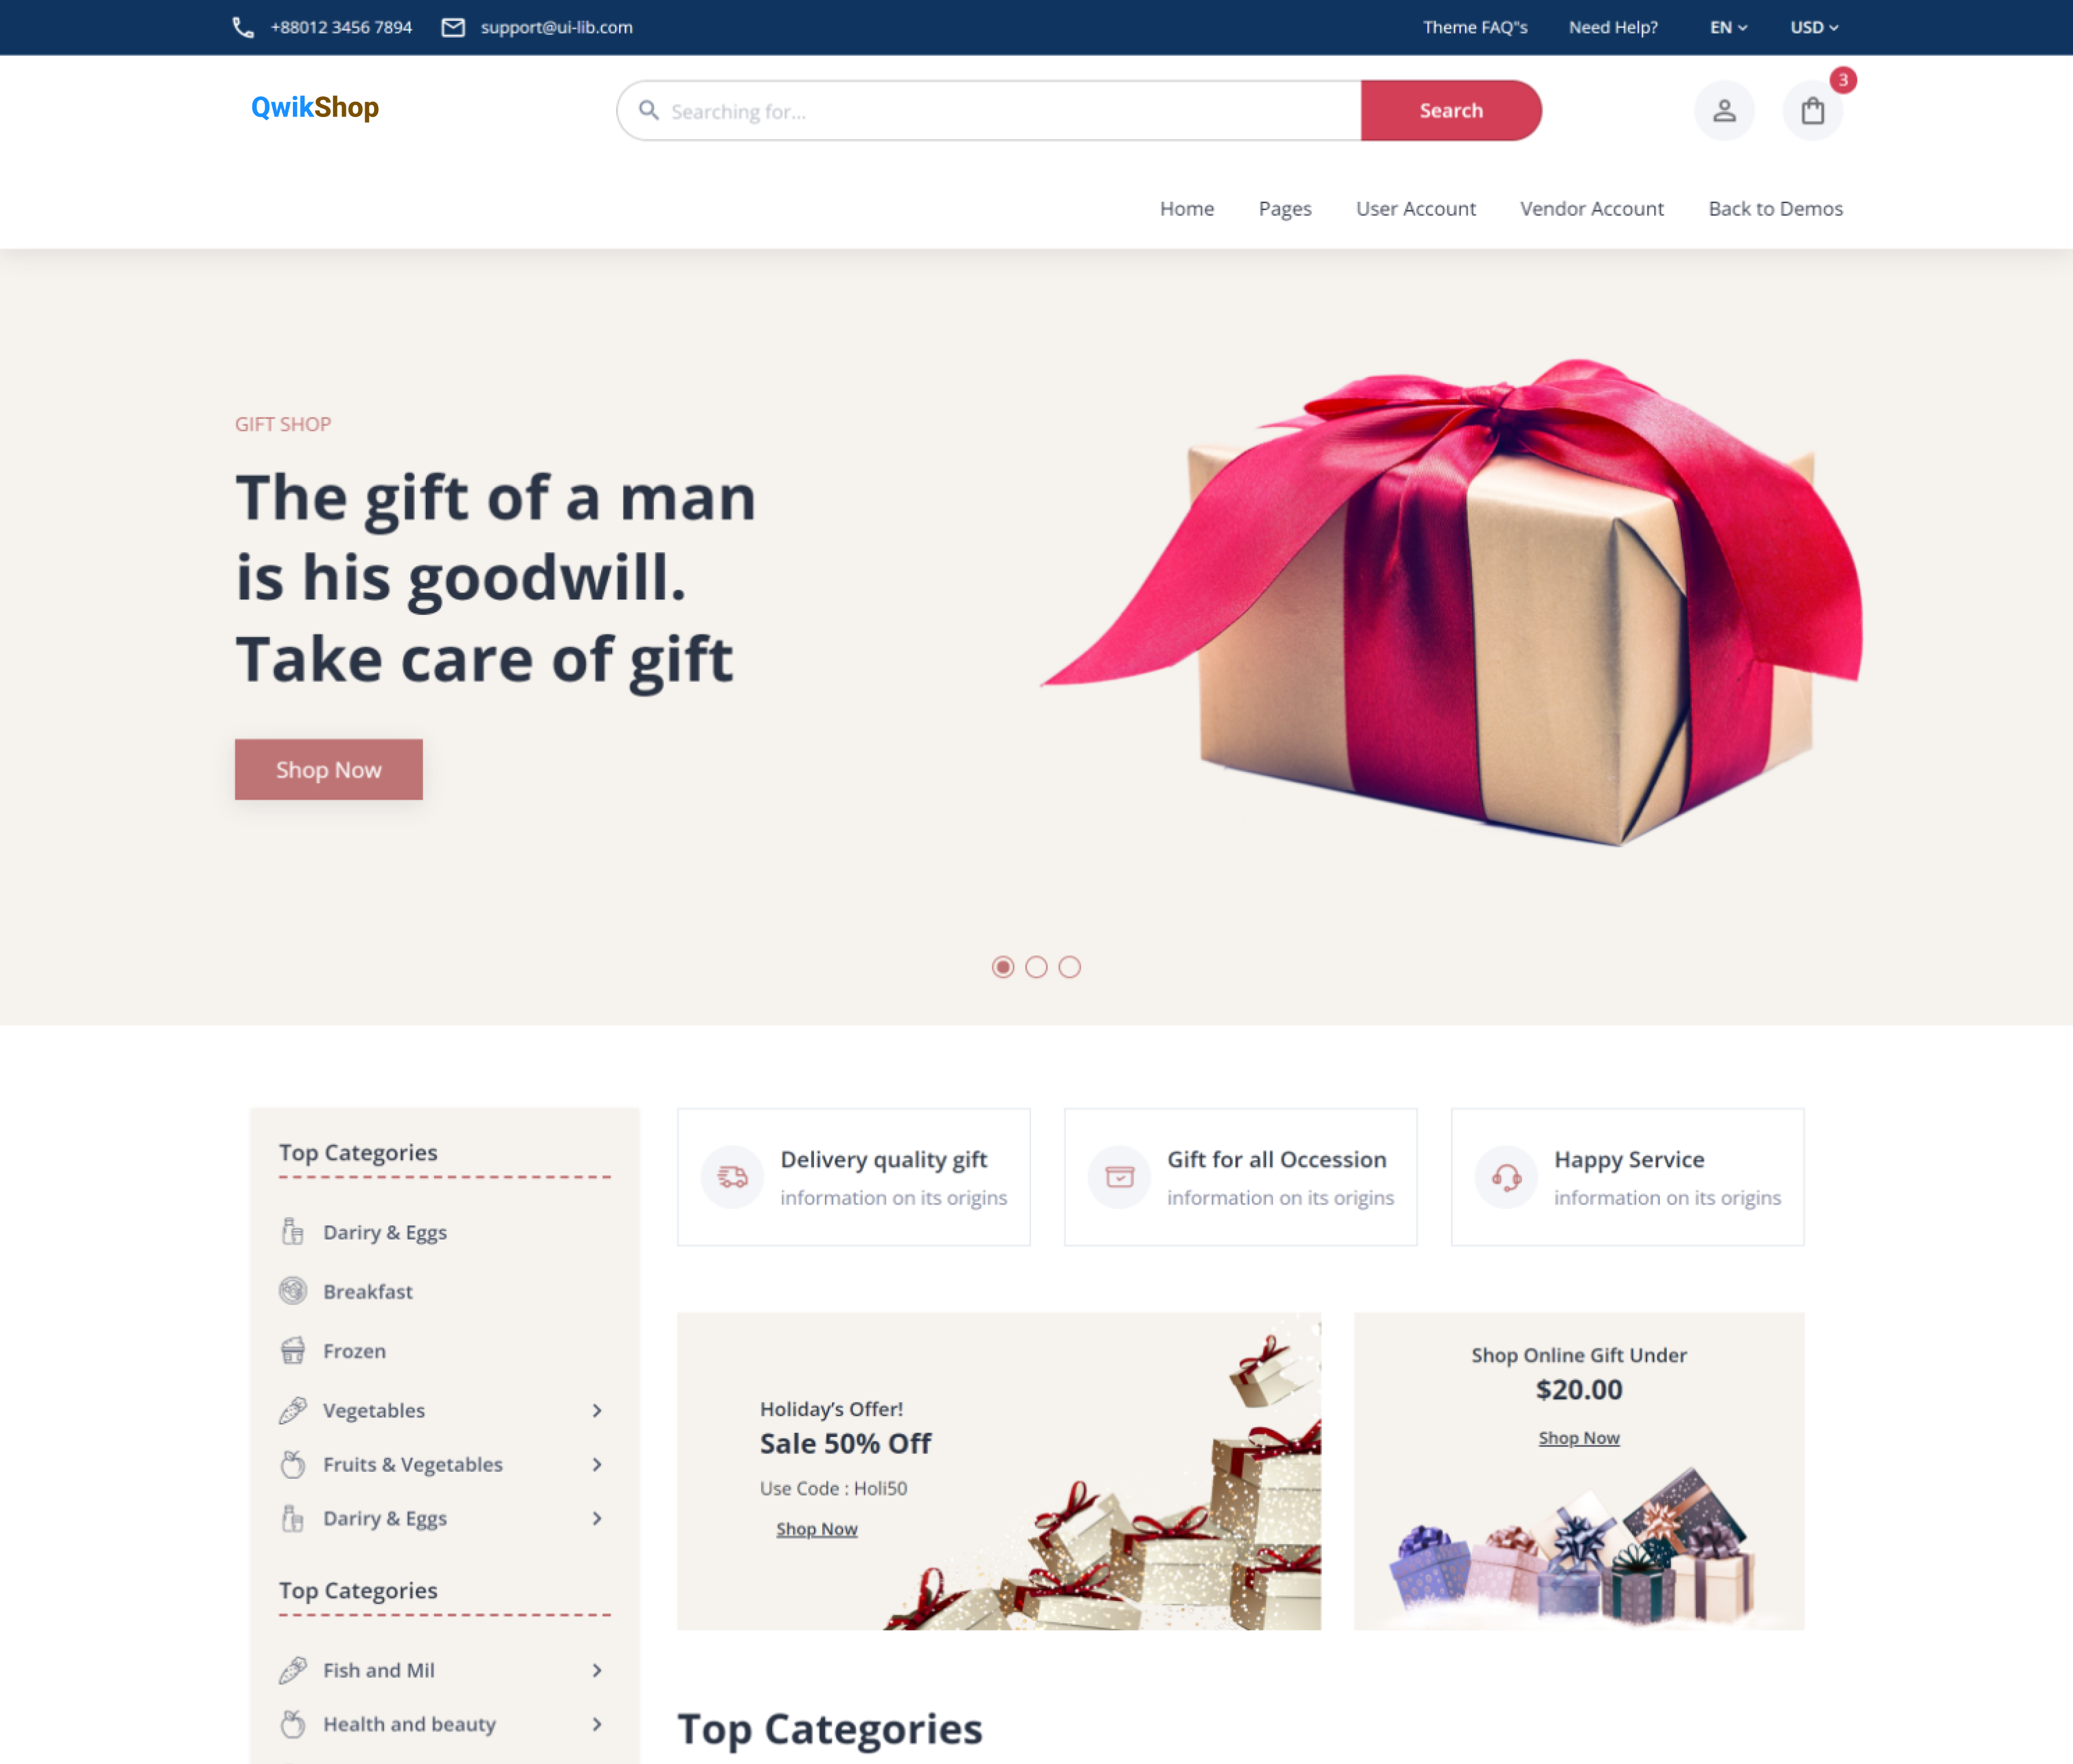 +88012 3456 7894 support@ui-lib.com Theme FAQ"s Need Help? EN USD
QwikShop Searching for... Search 3
Home Pages User Account Vendor Account Back to Demos
GIFT SHOP
The gift of a man
is his goodwill.
Take care of gift
Shop Now
Top Categories
Dariry & Eggs
Breakfast
Frozen
Vegetables
Fruits & Vegetables
Dariry & Eggs
Top Categories
Fish and Mil
Health and beauty
Delivery quality gift
information on its origins
Gift for all Occession
information on its origins
Happy Service
information on its origins
Holiday's Offer!
Sale 50% Off
Use Code : Holi50
Shop Now
Shop Online Gift Under
$20.00
Shop Now
Top Categories